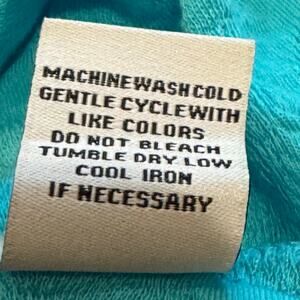 MACHINE WASH COLD
GENTLE CYCLE WITH
LIKE COLORS
DO NOT BLEACH
TUMBLE DRY LOW
COOL IRON
IF NECESSARY